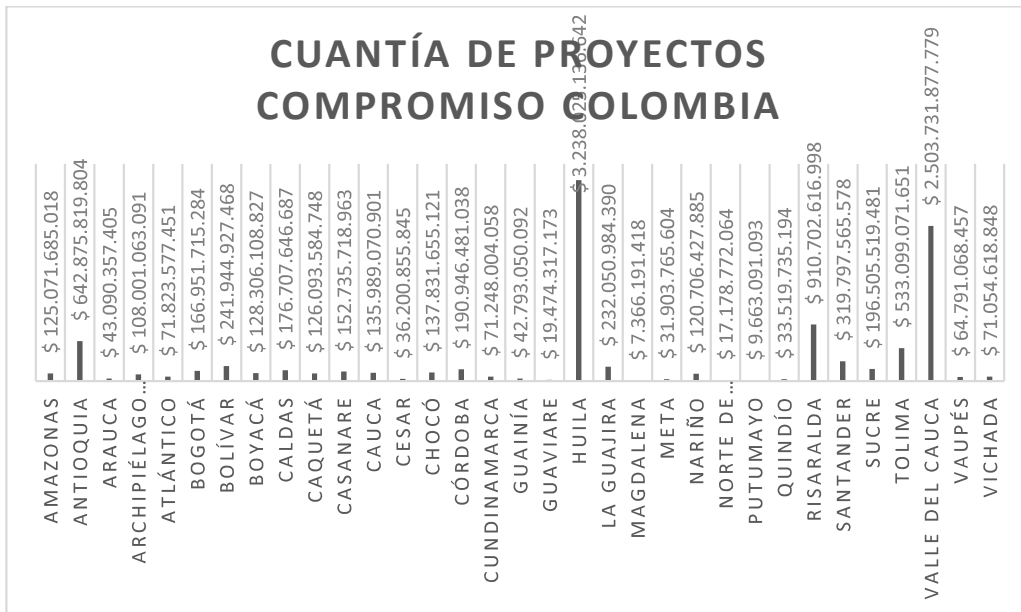 CUANTÍA DE PROYECTOS
COMPROMISO COLOMBIA
$ 125.071.685.018
$ 642.875.819.804
$ 43.090.357.405
$ 108.001.063.091
$ 71.823.577.451
$ 166.951.715.284
$ 241.944.927.468
$ 128.306.108.827
$ 176.707.646.687
$ 126.093.584.748
$ 152.735.718.963
$ 135.989.070.901
$ 36.200.855.845
$ 137.831.655.121
$ 190.946.481.038
$ 71.248.004.058
$ 42.793.050.092
$ 19.474.317.173
$ 232.050.984.390
$ 7.366.191.418
$ 31.903.765.604
$ 120.706.427.885
$ 17.178.772.064
$ 9.663.091.093
$ 33.519.735.194
$ 910.702.616.998
$ 319.797.565.578
$ 196.505.519.481
$ 533.099.071.651
$ 2.503.731.877.779
$ 64.791.068.457
$ 71.054.618.848
AMAZONAS
ANTIOQUIA
ARAUCA
ARCHIPIÉLAGO...
ATLÁNTICO
BOGOTÁ
BOLÍVAR
BOYACÁ
CALDAS
CAQUETÁ
CASANARE
CAUCA
CESAR
CHOCÓ
CÓRDOBA
CUNDINAMARCA
GUAINÍA
GUAVIARE
HUILA
LA GUAJIRA
MAGDALENA
META
NARIÑO
NORTE DE...
PUTUMAYO
QUINDÍO
RISARALDA
SANTANDER
SUCRE
TOLIMA
VALLE DEL CAUCA
VAUPÉS
VICHADA